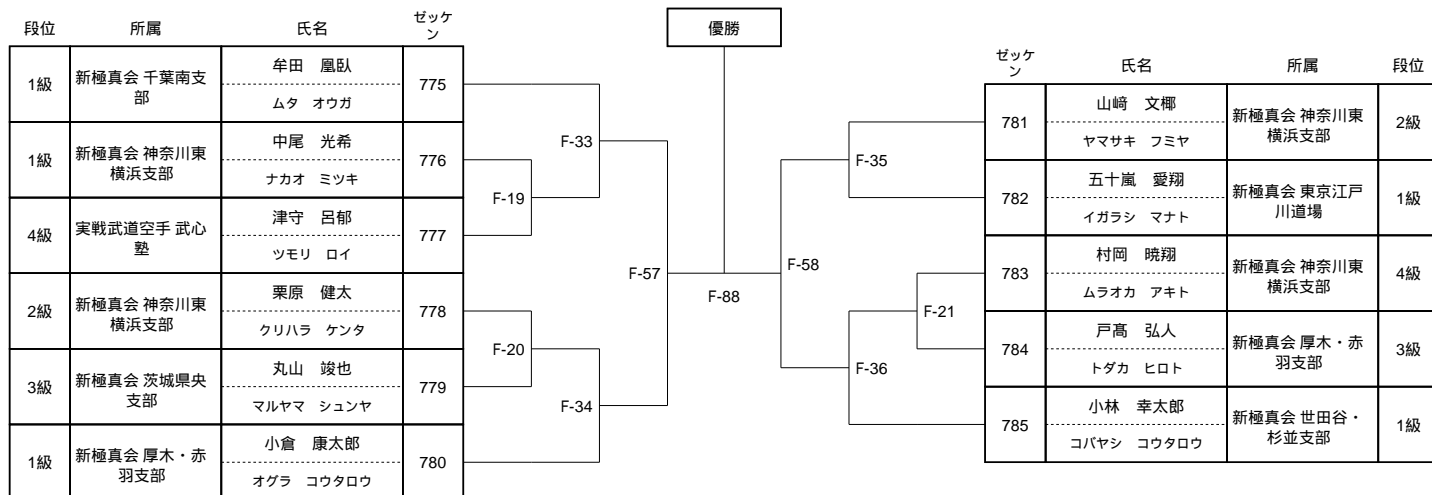 優勝
段位 所属 氏名 ゼッケ
ン
1級 新極真会 千葉南支
部 牟田 凰臥 775
ムタ オウガ
1級 新極真会 神奈川東
横浜支部 中尾 光希 776
ナカオ ミツキ
4級 実戦武道空手 武心
塾 津守 呂郁 777
ツモリ ロイ
2級 新極真会 神奈川東
横浜支部 栗原 健太 778
クリハラ ケンタ
3級 新極真会 茨城県央
支部 丸山 竣也 779
マルヤマ シュンヤ
1級 新極真会 厚木・赤
羽支部 小倉 康太郎 780
オグラ コウタロウ
F-33
F-19
F-57
F-20
F-34
F-88
F-35
F-58
F-21
F-36
ゼッケ
ン 氏名 所属 段位
781 山﨑 文椰 新極真会 神奈川東
横浜支部 2級
ヤマサキ フミヤ
782 五十嵐 愛翔 新極真会 東京江戸
川道場 1級
イガラシ マナト
783 村岡 暁翔 新極真会 神奈川東
横浜支部 4級
ムラオカ アキト
784 戸髙 弘人 新極真会 厚木・赤
羽支部 3級
トダカ ヒロト
785 小林 幸太郎 新極真会 世田谷・
杉並支部 1級
コバヤシ コウタロウ